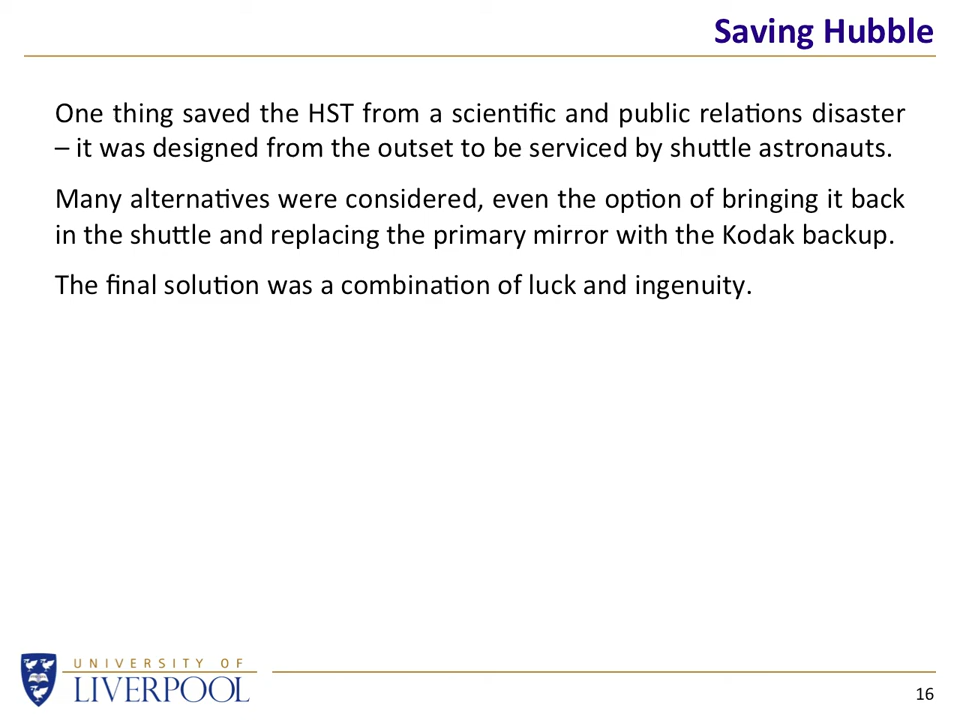 Saving Hubble
One thing saved the HST from a scientific and public relations disaster
– it was designed from the outset to be serviced by shuttle astronauts.
Many alternatives were considered, even the option of bringing it back
in the shuttle and replacing the primary mirror with the Kodak backup.
The final solution was a combination of luck and ingenuity.
UNIVERSITY OF
LIVERPOOL
16